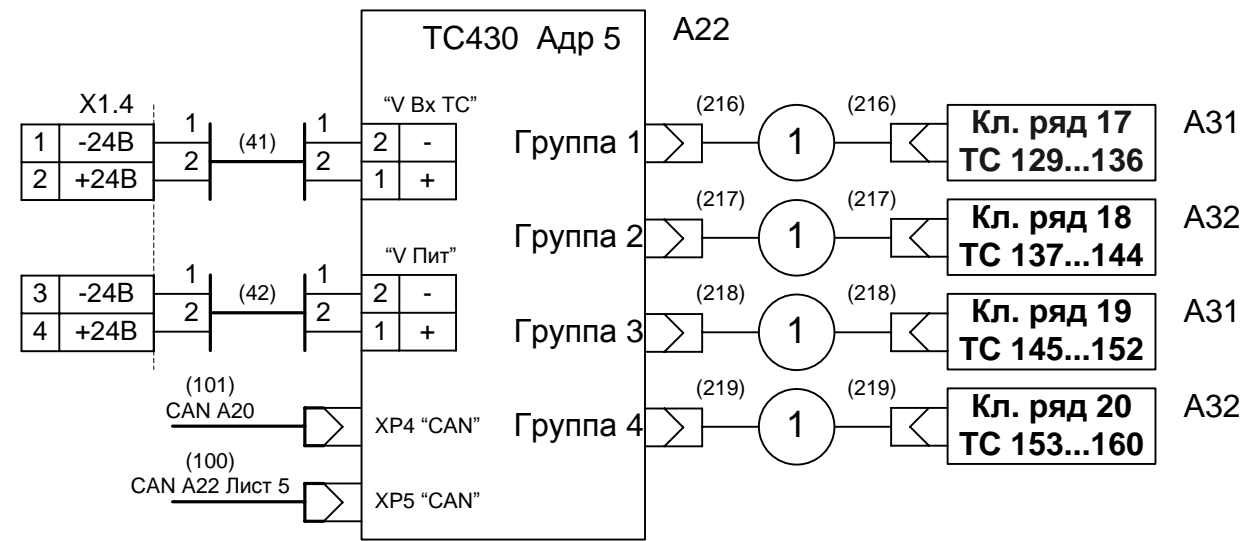 ТС430 Адр 5
А22
Х1.4
1 -24В
2 +24В
1
2
(41)
1
2
“V Вх ТС”
2 -
1 +
3 -24В
4 +24В
1
2
(42)
1
2
“V Пит”
2 -
1 +
(101)
CAN А20
ХР4 “CAN”
(100)
CAN А22 Лист 5
ХР5 “CAN”
Группа 1
(216)
1
(216)
Кл. ряд 17
ТС 129...136
А31
Группа 2
(217)
1
(217)
Кл. ряд 18
ТС 137...144
А32
Группа 3
(218)
1
(218)
Кл. ряд 19
ТС 145...152
А31
Группа 4
(219)
1
(219)
Кл. ряд 20
ТС 153...160
А32